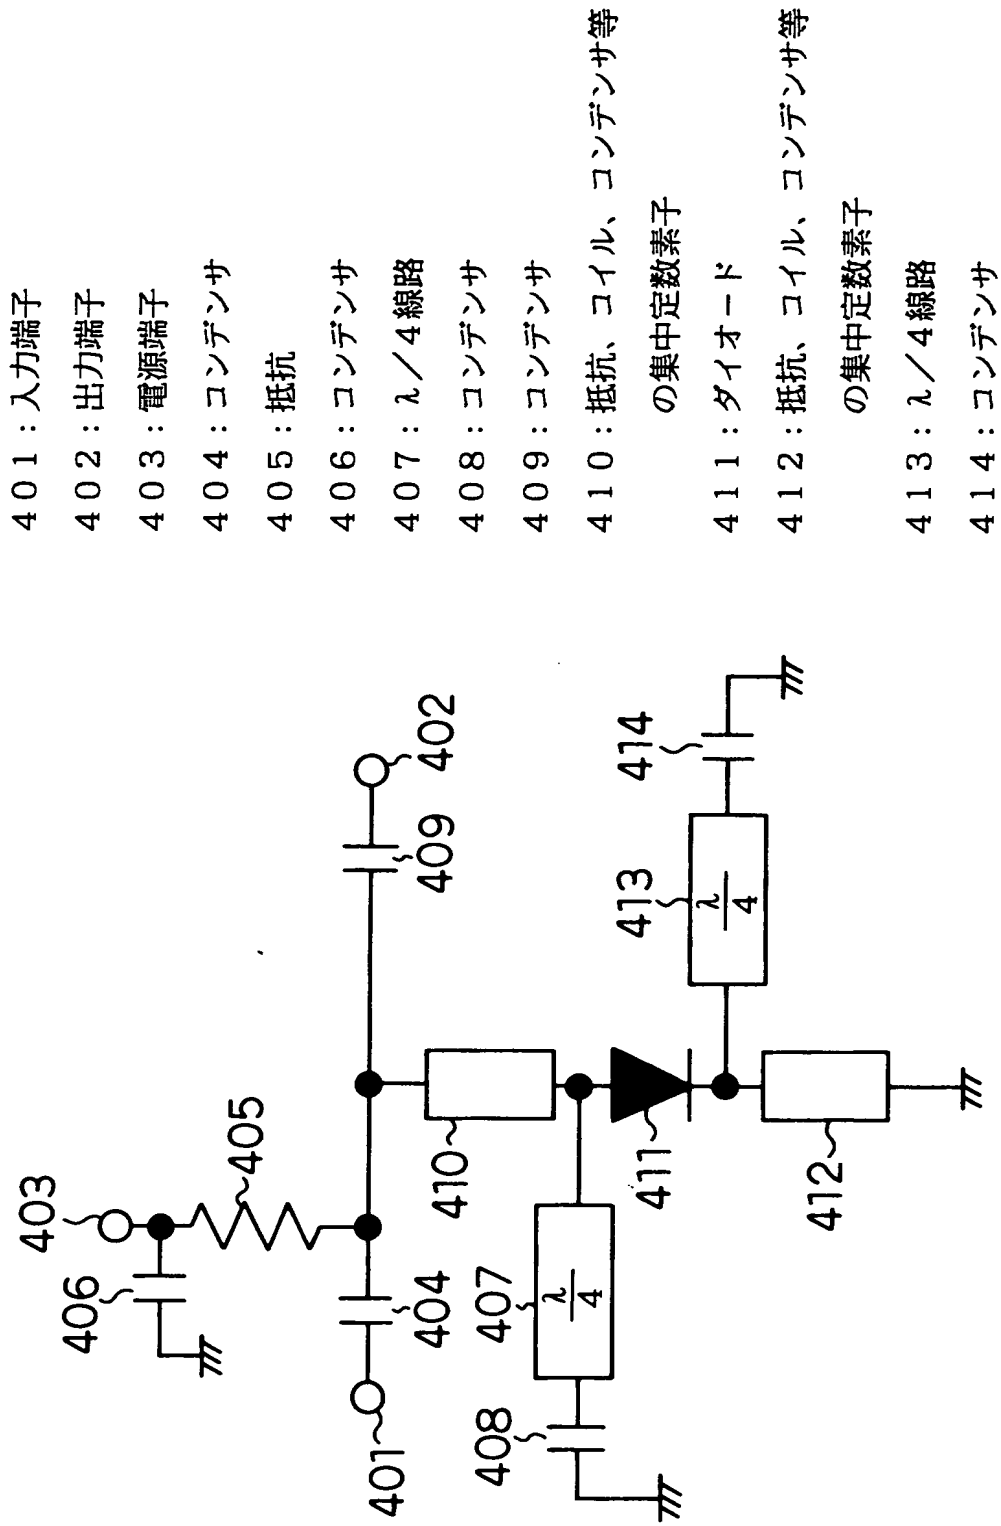 403
406
405
401
404
409
402
410
407
λ
4
408
411
413
λ
4
414
412
401：入力端子
402：出力端子
403：電源端子
404：コンデンサ
405：抵抗
406：コンデンサ
407：λ／4線路
408：コンデンサ
409：コンデンサ
410：抵抗、コイル、コンデンサ等
の集中定数素子
411：ダイオード
412：抵抗、コイル、コンデンサ等
の集中定数素子
413：λ／4線路
414：コンデンサ